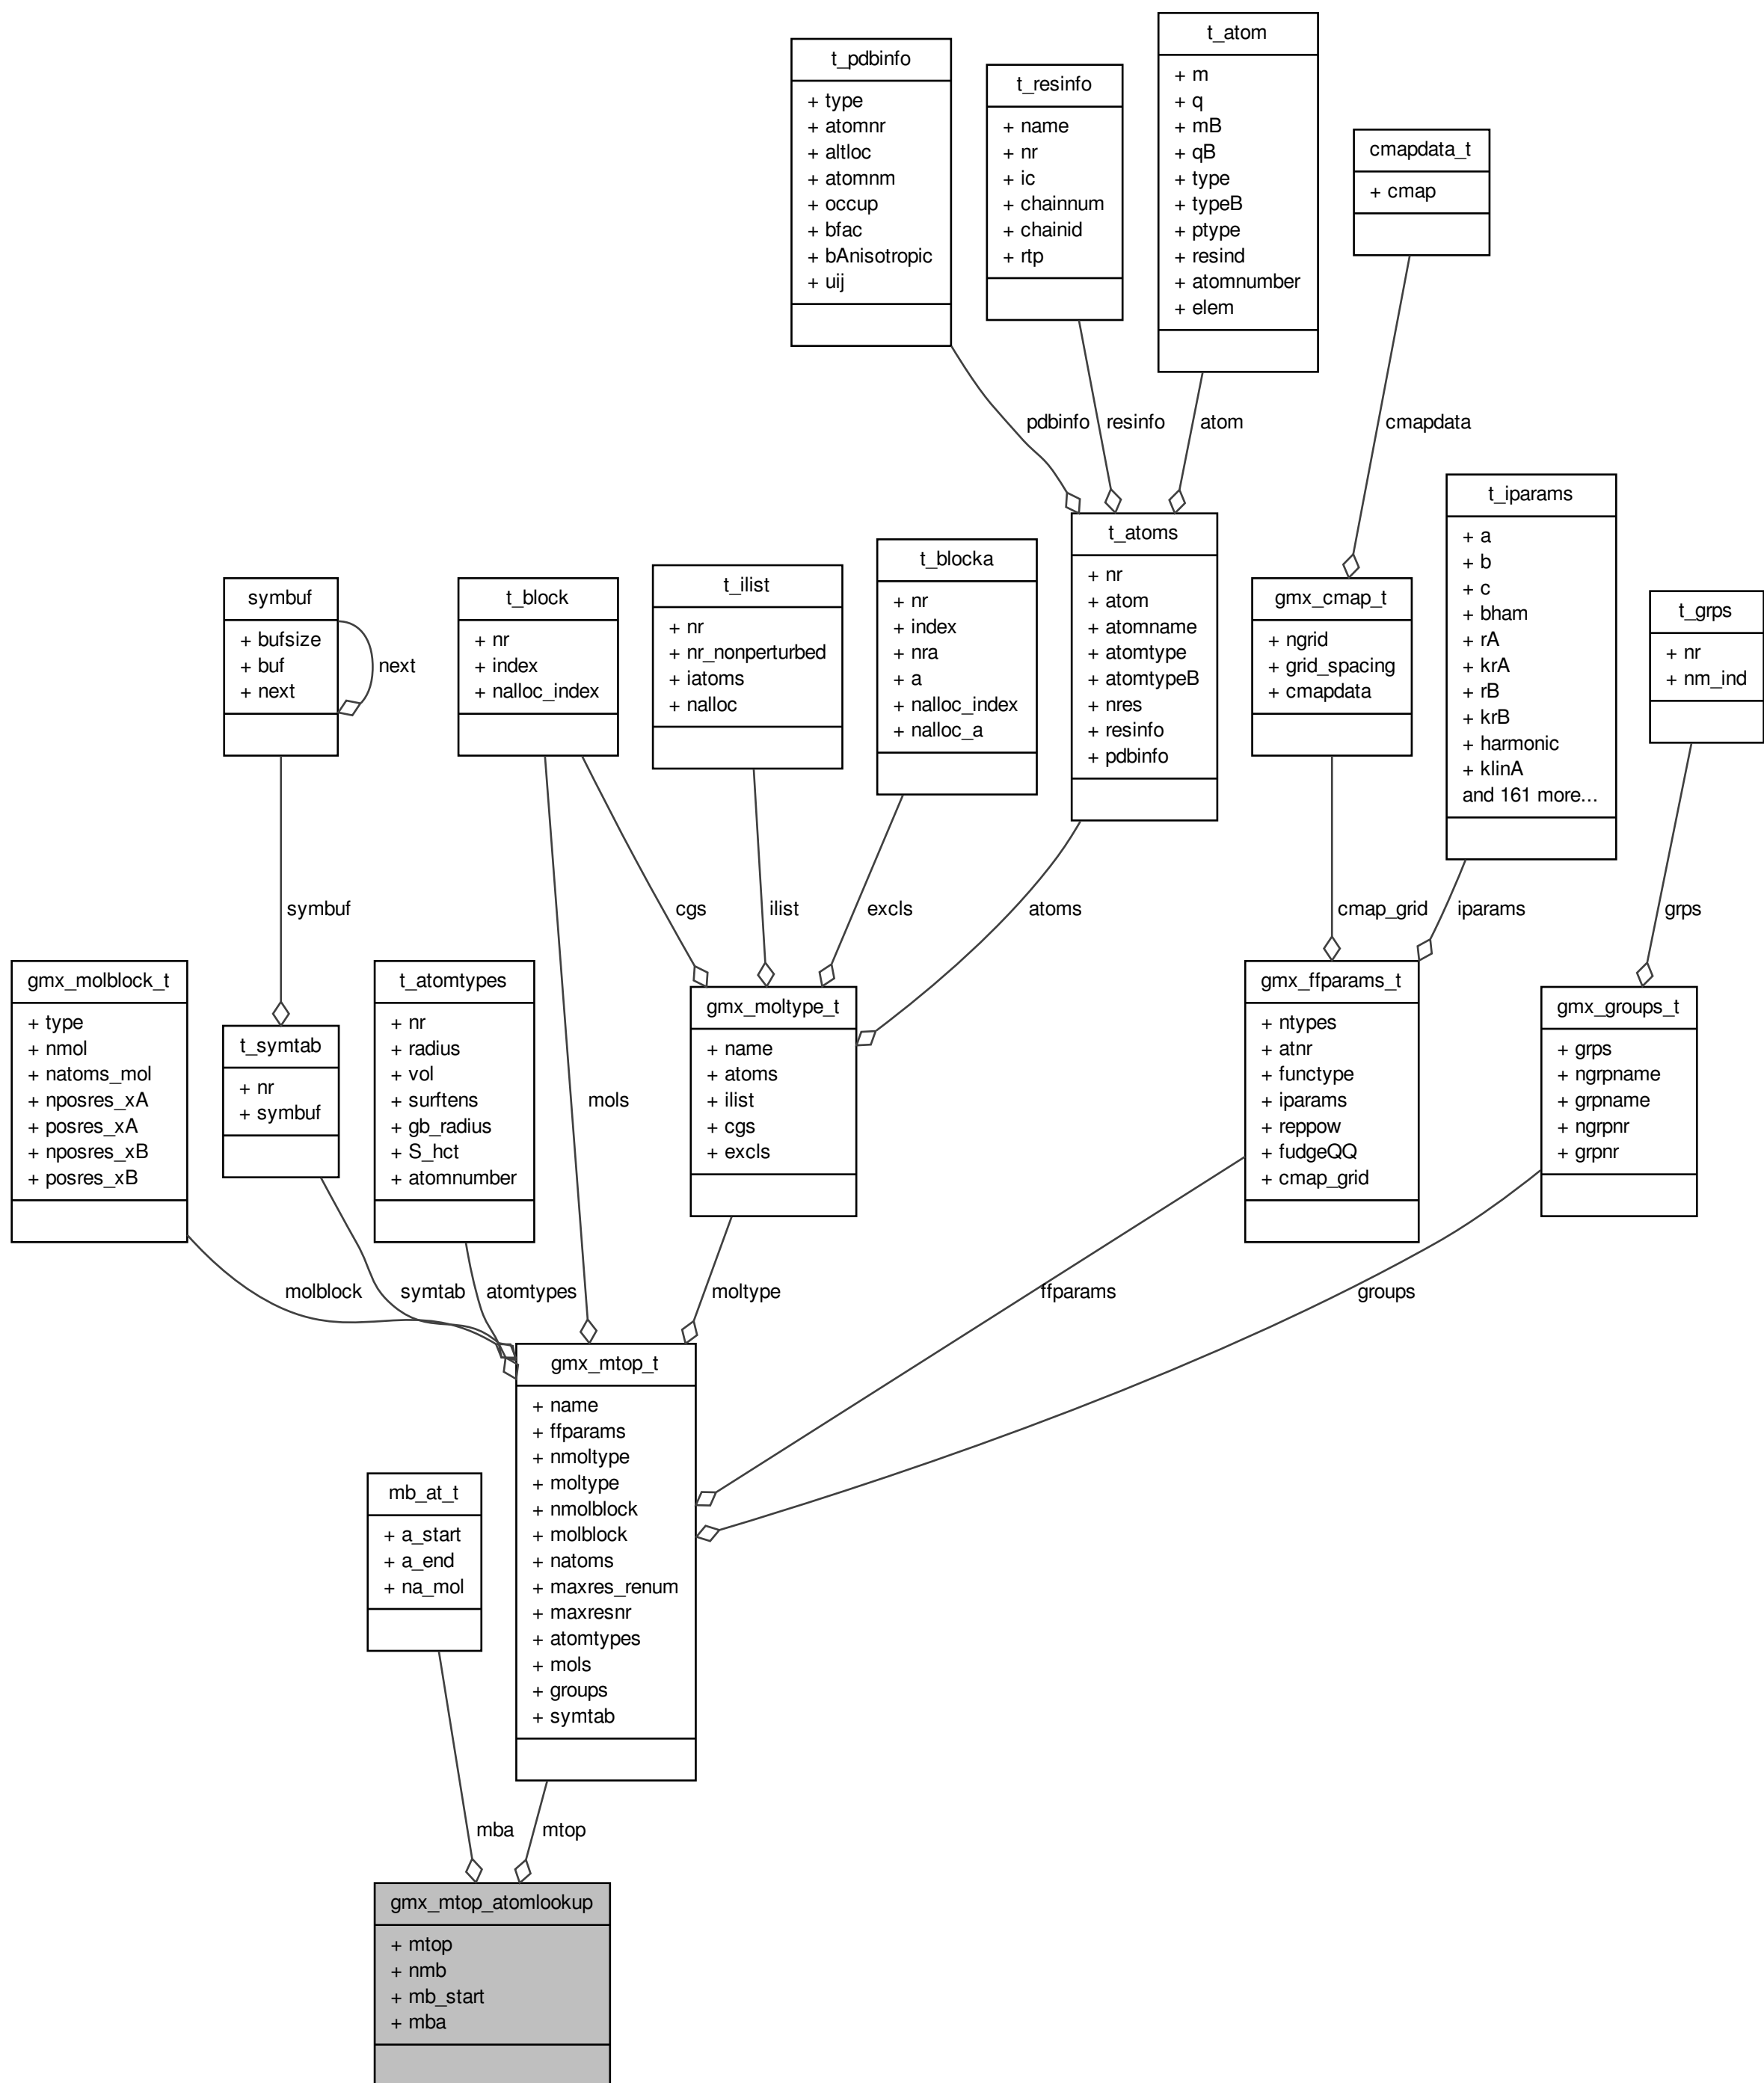 t_atom
+ m
+ q
+ mB
+ qB
+ type
+ typeB
+ ptype
+ resind
+ atomnumber
+ elem
t_pdbinfo
+ type
+ atomnr
+ altloc
+ atomnm
+ occup
+ bfac
+ bAnisotropic
+ uij
t_resinfo
+ name
+ nr
+ ic
+ chainnum
+ chainid
+ rtp
cmapdata_t
+ cmap
pdbinfo
resinfo
atom
cmapdata
t_iparams
+ a
+ b
+ c
+ bham
+ rA
+ krA
+ rB
+ krB
+ harmonic
+ klinA
and 161 more...
t_atoms
+ nr
+ atom
+ atomname
+ atomtype
+ atomtypeB
+ nres
+ resinfo
+ pdbinfo
t_blocka
+ nr
+ index
+ nra
+ a
+ nalloc_index
+ nalloc_a
t_ilist
+ nr
+ nr_nonperturbed
+ iatoms
+ nalloc
symbuf
+ bufsize
+ buf
+ next
next
t_block
+ nr
+ index
+ nalloc_index
gmx_cmap_t
+ ngrid
+ grid_spacing
+ cmapdata
t_grps
+ nr
+ nm_ind
symbuf
cgs
ilist
excls
atoms
cmap_grid
iparams
grps
gmx_molblock_t
+ type
+ nmol
+ natoms_mol
+ nposres_xA
+ posres_xA
+ nposres_xB
+ posres_xB
t_symtab
+ nr
+ symbuf
t_atomtypes
+ nr
+ radius
+ vol
+ surftens
+ gb_radius
+ S_hct
+ atomnumber
mols
gmx_moltype_t
+ name
+ atoms
+ ilist
+ cgs
+ excls
gmx_ffparams_t
+ ntypes
+ atnr
+ functype
+ iparams
+ reppow
+ fudgeQQ
+ cmap_grid
gmx_groups_t
+ grps
+ ngrpname
+ grpname
+ ngrpnr
+ grpnr
molblock
symtab
atomtypes
moltype
ffparams
groups
gmx_mtop_t
+ name
+ ffparams
+ nmoltype
+ moltype
+ nmolblock
+ molblock
+ natoms
+ maxres_renum
+ maxresnr
+ atomtypes
+ mols
+ groups
+ symtab
mb_at_t
+ a_start
+ a_end
+ na_mol
mba
mtop
gmx_mtop_atomlookup
+ mtop
+ nmb
+ mb_start
+ mba